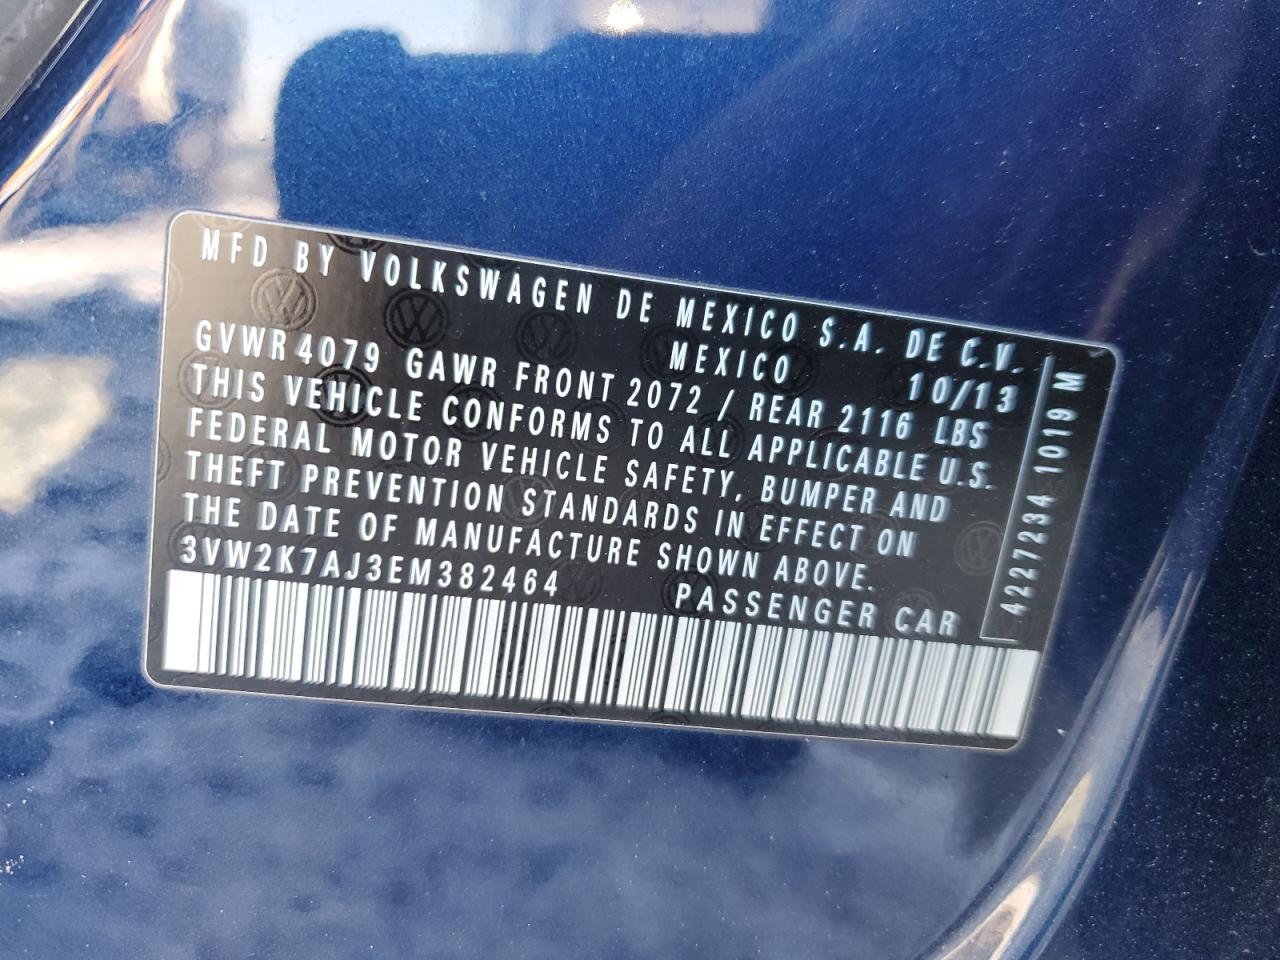 MFD BY VOLKSWAGEN DE MEXICO S.A. DE C.V.
MEXICO 10/13
GVWR 4079 GAWR FRONT 2072 / REAR 2116 LBS
THIS VEHICLE CONFORMS TO ALL APPLICABLE U.S.
FEDERAL MOTOR VEHICLE SAFETY, BUMPER AND
THEFT PREVENTION STANDARDS IN EFFECT ON
THE DATE OF MANUFACTURE SHOWN ABOVE.
3VW2K7AJ3EM382464 PASSENGER CAR
4227234 1019 M